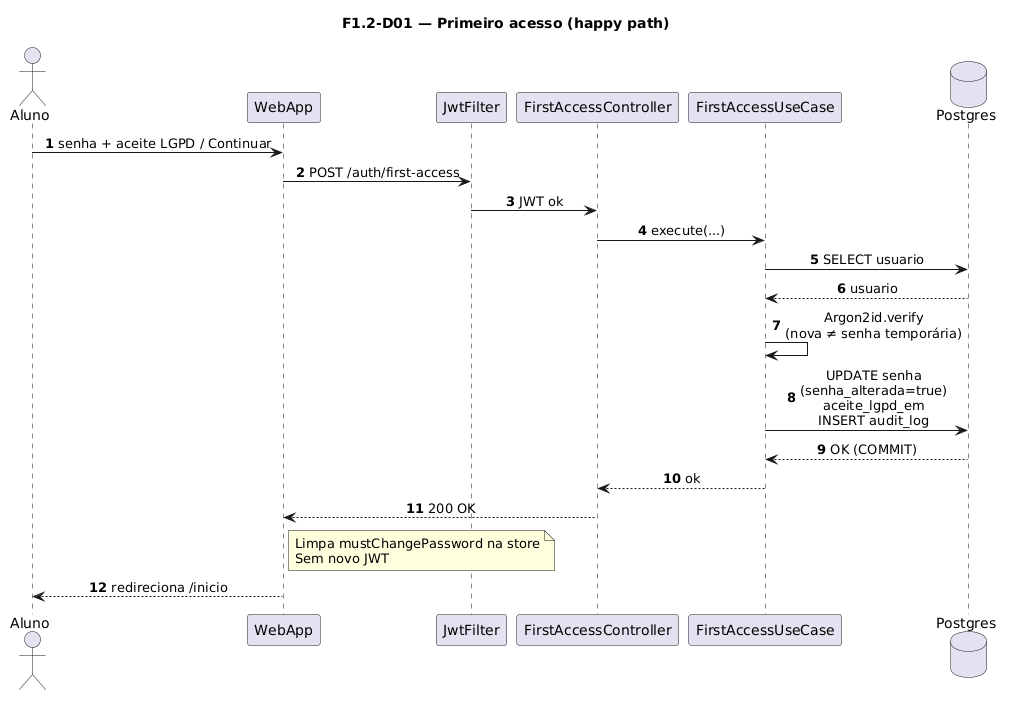 F1.2-D01 — Primeiro acesso (happy path)
Aluno
WebApp
JwtFilter
FirstAccessController
FirstAccessUseCase
Postgres
1 senha + aceite LGPD / Continuar
2 POST /auth/first-access
3 JWT ok
4 execute(...)
5 SELECT usuario
6 usuario
7 Argon2id.verify
(nova ≠ senha temporária)
8 UPDATE senha
(senha_alterada=true)
aceite_lgpd_em
INSERT audit_log
9 OK (COMMIT)
10 ok
11 200 OK
Limpa mustChangePassword na store
Sem novo JWT
12 redireciona /inicio
Aluno
WebApp
JwtFilter
FirstAccessController
FirstAccessUseCase
Postgres